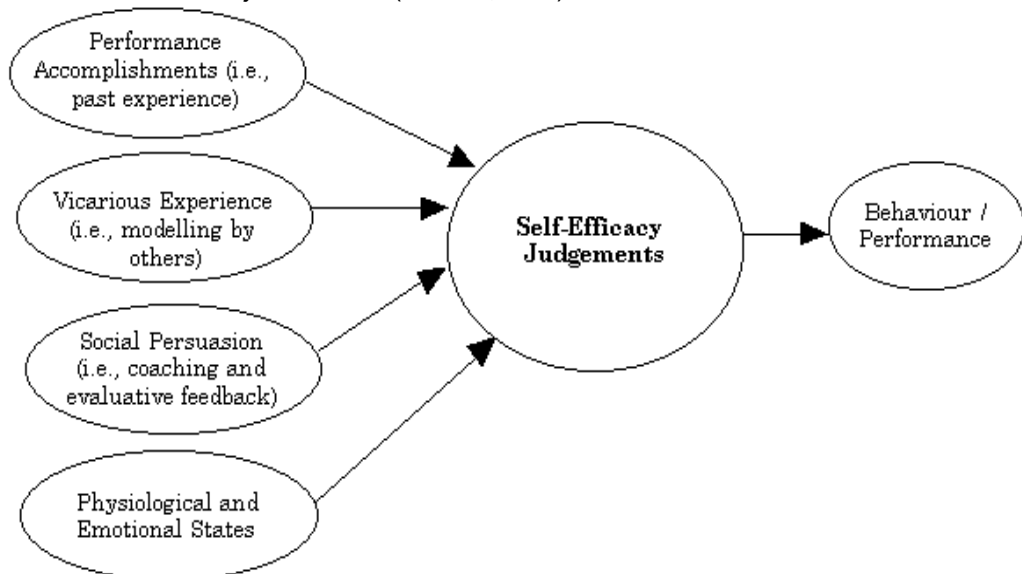 Performance
Accomplishments (i.e.,
past experience)
Vicarious Experience
(i.e., modelling by
others)
Social Persuasion
(i.e., coaching and
evaluative feedback)
Physiological and
Emotional States
Self-Efficacy
Judgements
Behaviour /
Performance